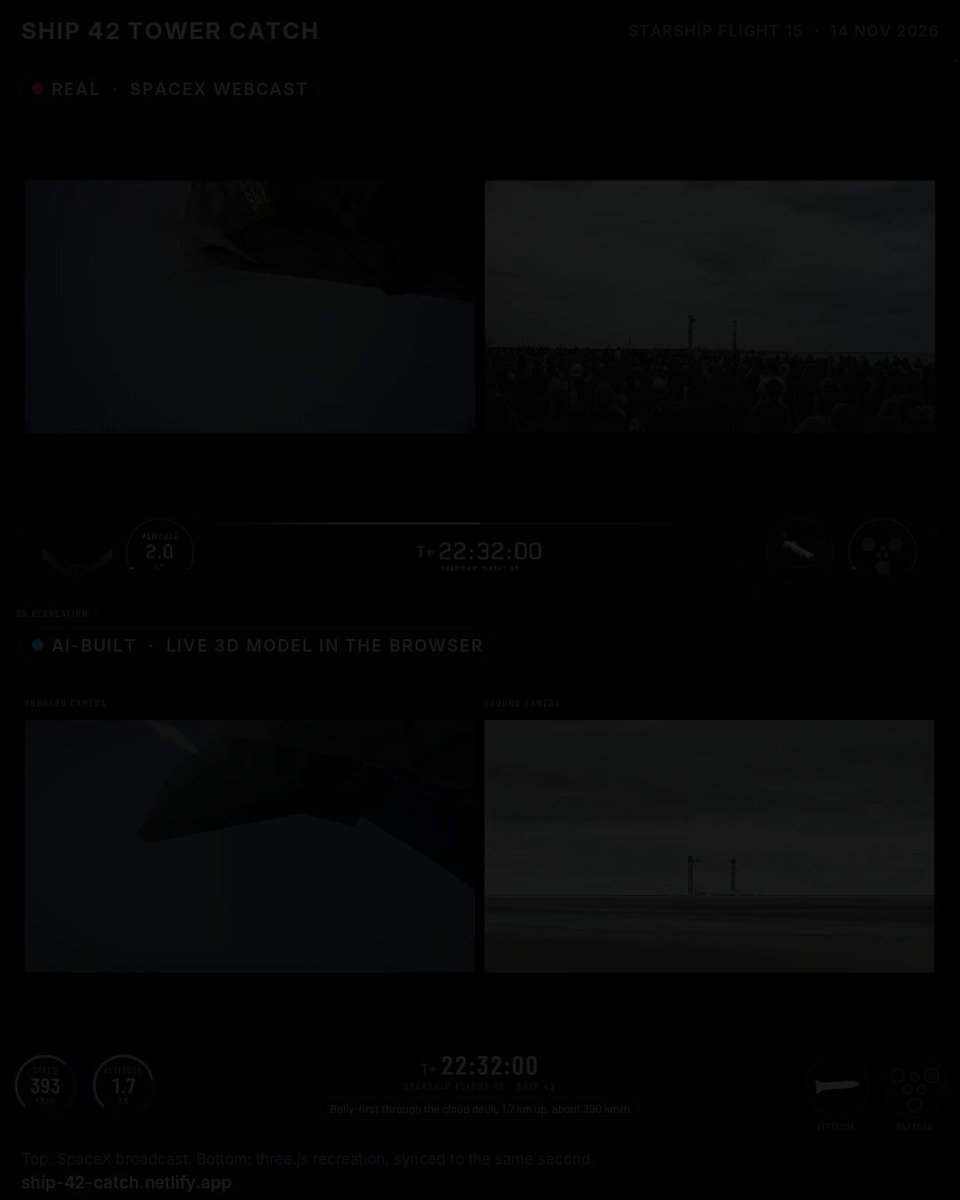 SHIP 42 TOWER CATCH
STARSHIP FLIGHT 15 · 14 NOV 2026
REAL · SPACEX WEBCAST
ALTITUDE
2.0
T+ 22:32:00
3D RECREATION
AI-BUILT · LIVE 3D MODEL IN THE BROWSER
ONBOARD CAMERA
GROUND CAMERA
SPEED
393
KM/H
ALTITUDE
1.7
KM
T+ 22:32:00
STARSHIP FLIGHT 15 · SHIP 42
Belly-first through the cloud deck. 1.7 km up, about 390 km/h
ATTITUDE
RAPTORS
Top: SpaceX broadcast. Bottom: three.js recreation, synced to the same second.
ship-42-catch.netlify.app